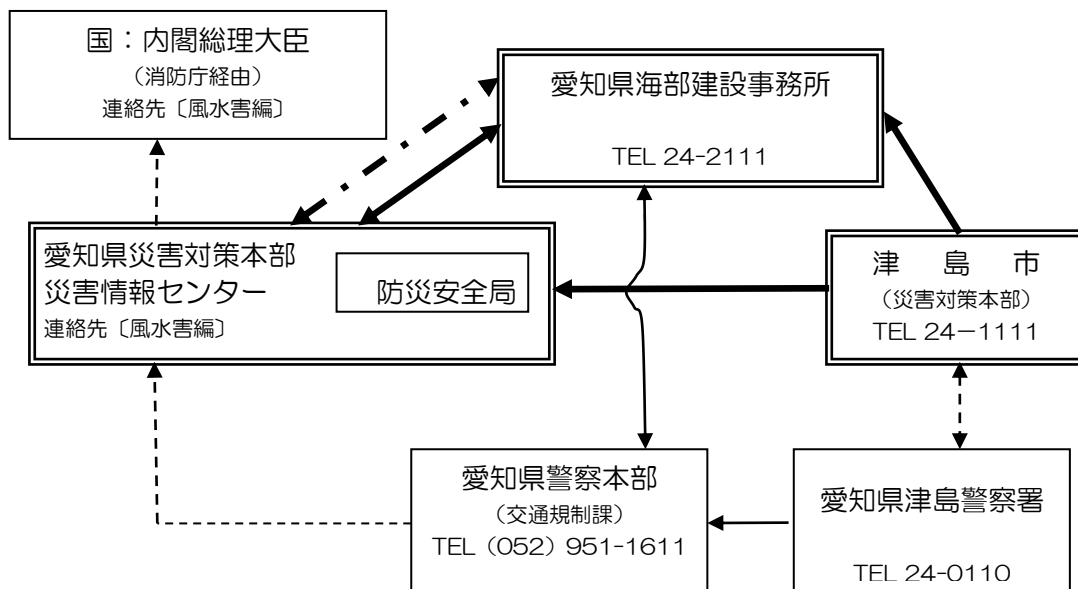 国：内閣総理大臣
（消防庁経由）
連絡先〔風水害編〕
愛知県海部建設事務所
TEL 24-2111
愛知県災害対策本部
災害情報センター
連絡先〔風水害編〕
防災安全局
津　島　市
（災害対策本部）
TEL 24－1111
愛知県警察本部
（交通規制課）
TEL（052）951-1611
愛知県津島警察署
TEL 24-0110